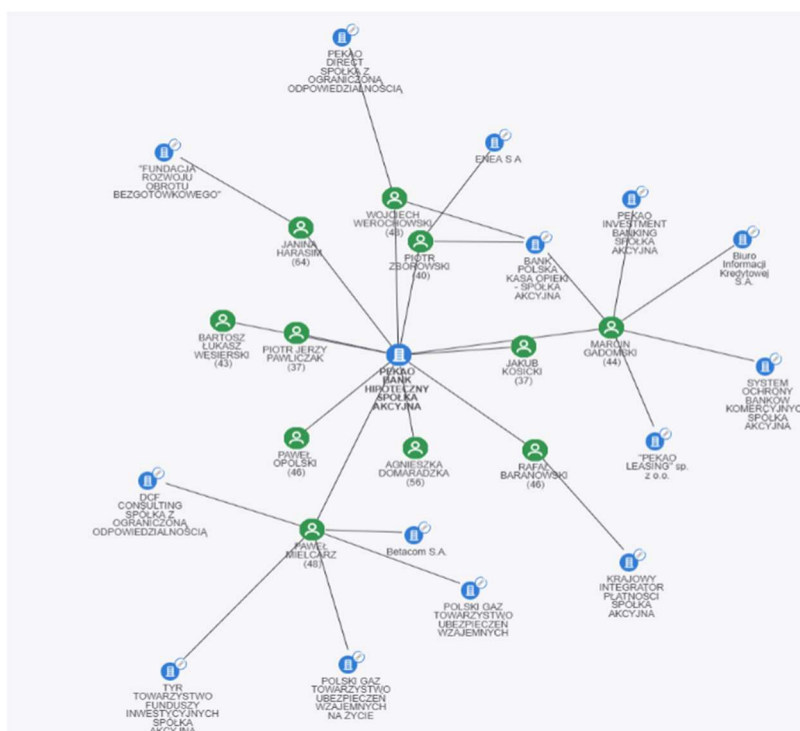 PEKAO
DIRECT
SPÓŁKA Z
OGRANICZONĄ
ODPOWIEDZIALNOŚCIĄ
"FUNDACJA
ROZWOJU
OBROTU
BEZGOTÓWKOWEGO"
ENEA S A
WOJCIECH
WEROCHOWSKI
(48)
PEKAO
INVESTMENT
BANKING
SPÓŁKA
AKCYJNA
JANINA
HARASIM
(64)
PIOTR
ZBOROWSKI
(40)
BANK
POLSKA
KASA OPIEKI
- SPÓŁKA
AKCYJNA
Biuro
Informacji
Kredytowej
S.A.
BARTOSZ
ŁUKASZ
WĘSIERSKI
(43)
PIOTR JERZY
PAWLICZAK
(37)
PEKAO
BANK
HIPOTECZNY
SPÓŁKA
AKCYJNA
JAKUB
KOSICKI
(37)
MARCIN
GADOMSKI
(44)
SYSTEM
OCHRONY
BANKÓW
KOMERCYJNYC
SPÓŁKA
AKCYJNA
PAWEŁ
OPOLSKI
(46)
AGNIESZKA
DOMARADZKA
(56)
RAFAŁ
BARANOWSKI
(46)
"PEKAO
LEASING" sp.
z o.o.
DCF
CONSULTING
SPÓŁKA Z
OGRANICZONĄ
ODPOWIEDZIALNOŚCIĄ
PAWEŁ
MIELCARZ
(48)
Betacom S.A.
KRAJOWY
INTEGRATOR
PŁATNOŚCI
SPÓŁKA
AKCYJNA
POLSKI GAZ
TOWARZYSTWO
UBEZPIECZEŃ
WZAJEMNYCH
TYR
TOWARZYSTWO
FUNDUSZY
INWESTYCYJNYCH
SPÓŁKA
AKCYJNA
POLSKI GAZ
TOWARZYSTWO
UBEZPIECZEŃ
WZAJEMNYCH
NA ŻYCIE